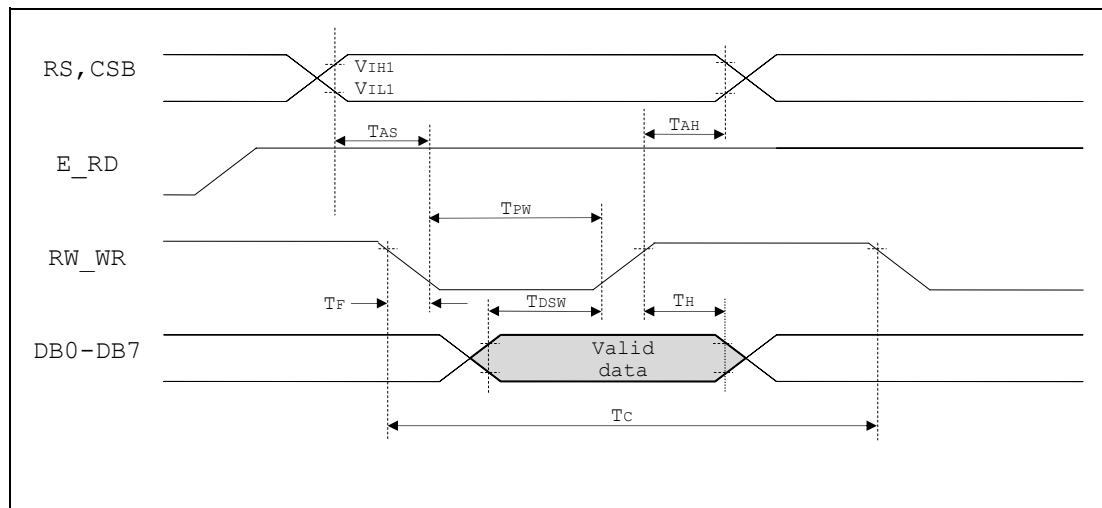 RS,CSB
VIH1
VIL1
TAS
TAH
E_RD
TPW
RW_WR
TF
TDSW
TH
DB0-DB7
Valid
data
TC